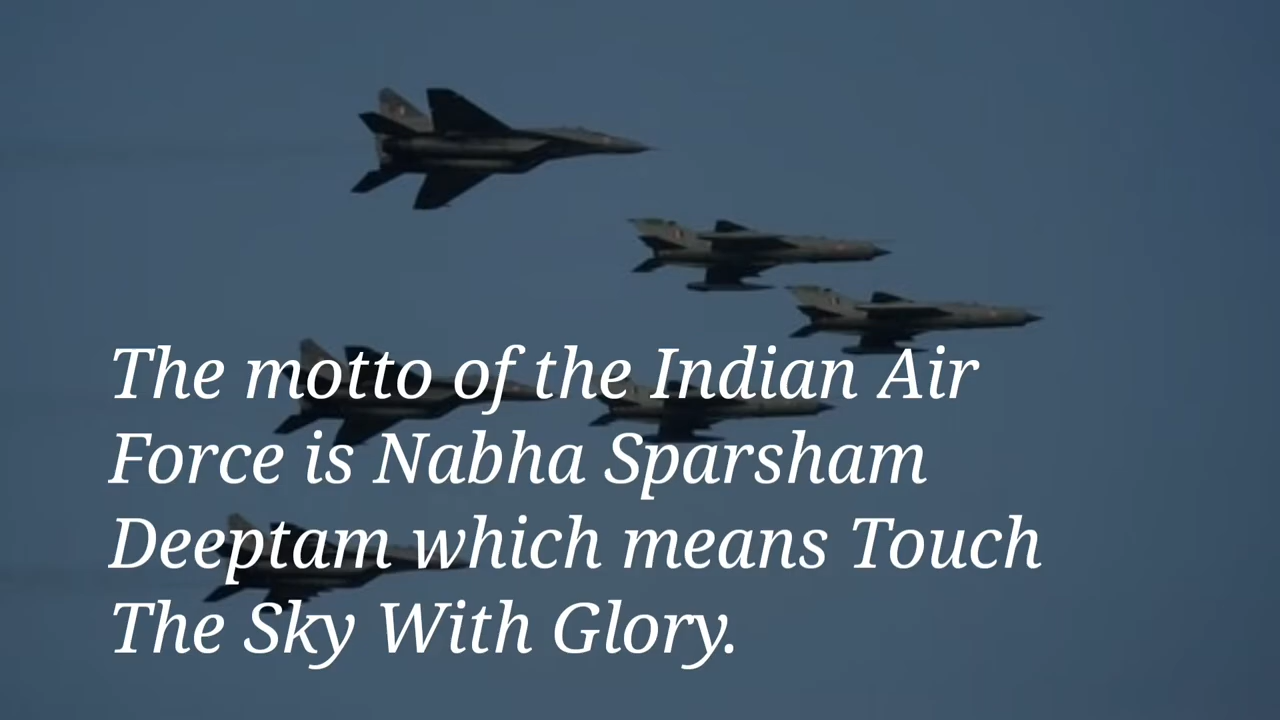 The motto of the Indian Air
Force is Nabha Sparsham
Deeptam which means Touch
The Sky With Glory.